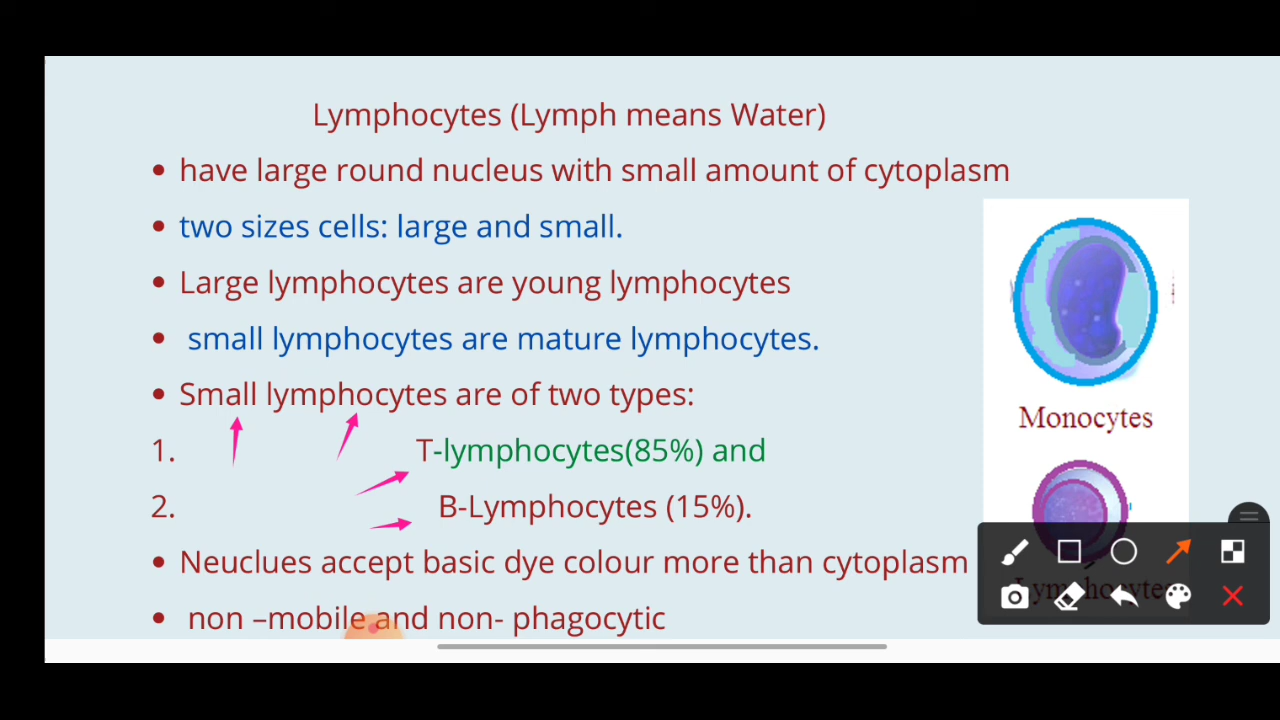 Lymphocytes (Lymph means Water)
• have large round nucleus with small amount of cytoplasm
• two sizes cells: large and small.
• Large lymphocytes are young lymphocytes
• small lymphocytes are mature lymphocytes.
• Small lymphocytes are of two types:
1. T-lymphocytes(85%) and
2. B-Lymphocytes (15%).
• Neuclues accept basic dye colour more than cytoplasm
• non –mobile and non- phagocytic
Monocytes
Lymphocytes